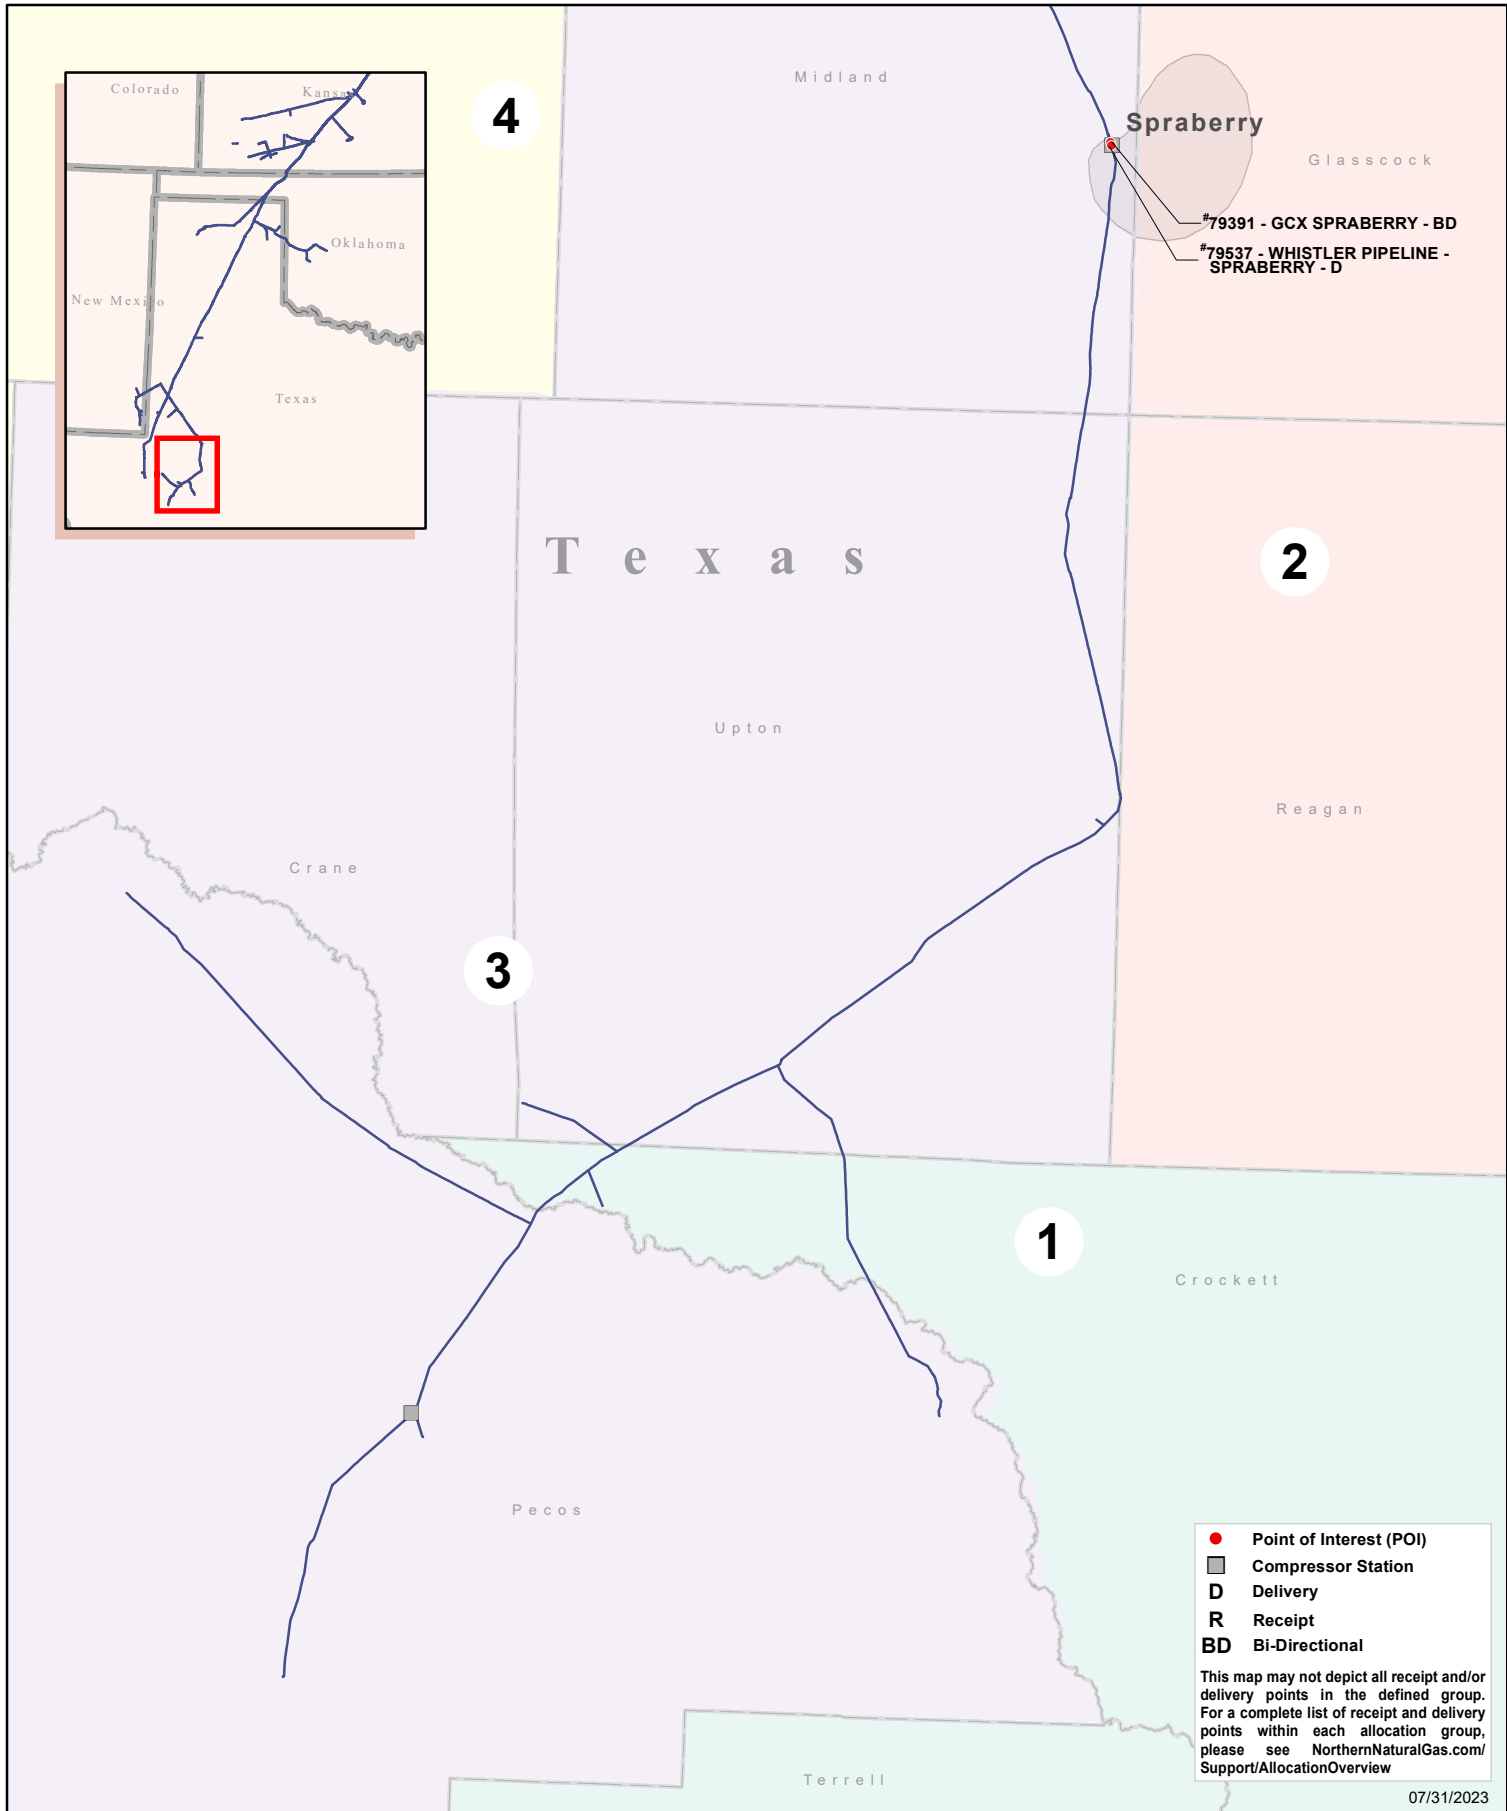 Midland
4
Colorado
Kansas
Spraberry
Glasscock
#79391 - GCX SPRABERRY - BD
#79537 - WHISTLER PIPELINE -
SPRABERRY - D
Oklahoma
New Mexico
Texas
Texas
2
Upton
Reagan
Crane
3
1
Crockett
Pecos
Point of Interest (POI)
Compressor Station
D Delivery
R Receipt
BD Bi-Directional
This map may not depict all receipt and/or
delivery points in the defined group.
For a complete list of receipt and delivery
points within each allocation group,
please see NorthernNaturalGas.com/
Support/AllocationOverview
Terrell
07/31/2023